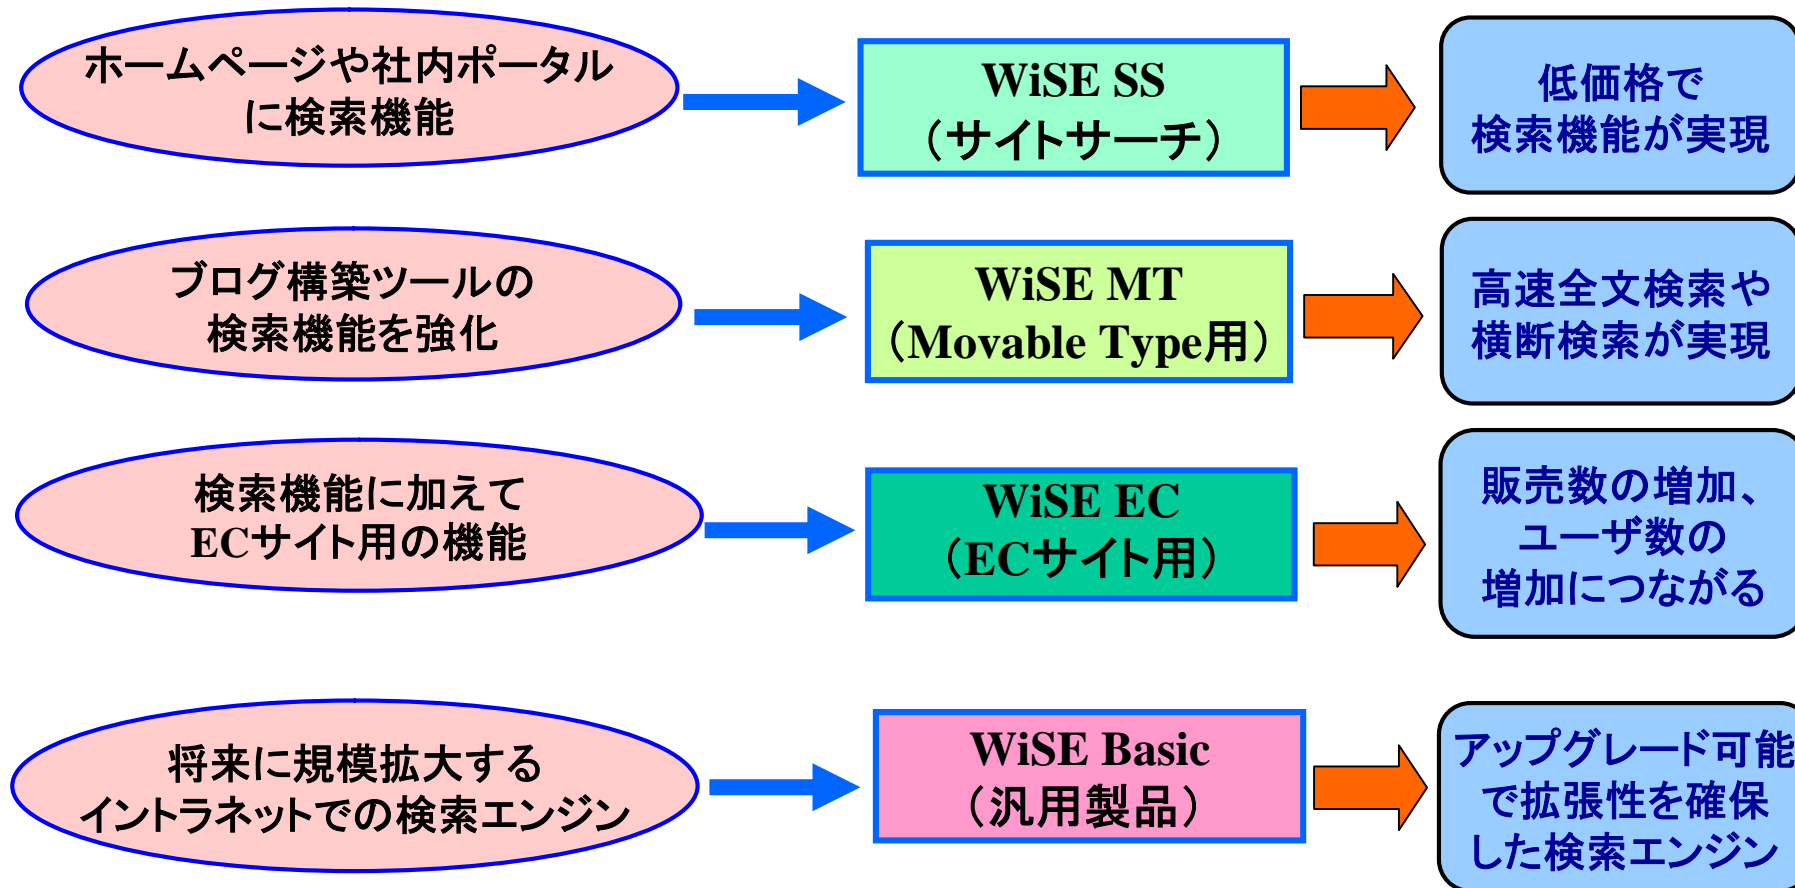 ホームページや社内ポータル
に検索機能
WiSE SS
（サイトサーチ）
低価格で
検索機能が実現
ブログ構築ツールの
検索機能を強化
WiSE MT
（Movable Type用）
高速全文検索や
横断検索が実現
検索機能に加えて
ECサイト用の機能
WiSE EC
（ECサイト用）
販売数の増加、
ユーザ数の
増加につながる
将来に規模拡大する
イントラネットでの検索エンジン
WiSE Basic
（汎用製品）
アップグレード可能
で拡張性を確保
した検索エンジン